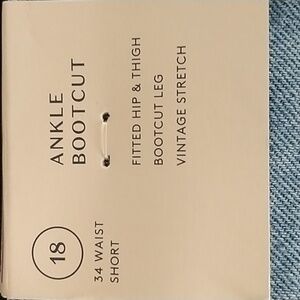 ANKLE
BOOTCUT
FITTED HIP & THIGH
BOOTCUT LEG
VINTAGE STRETCH
18
34 WAIST
SHORT